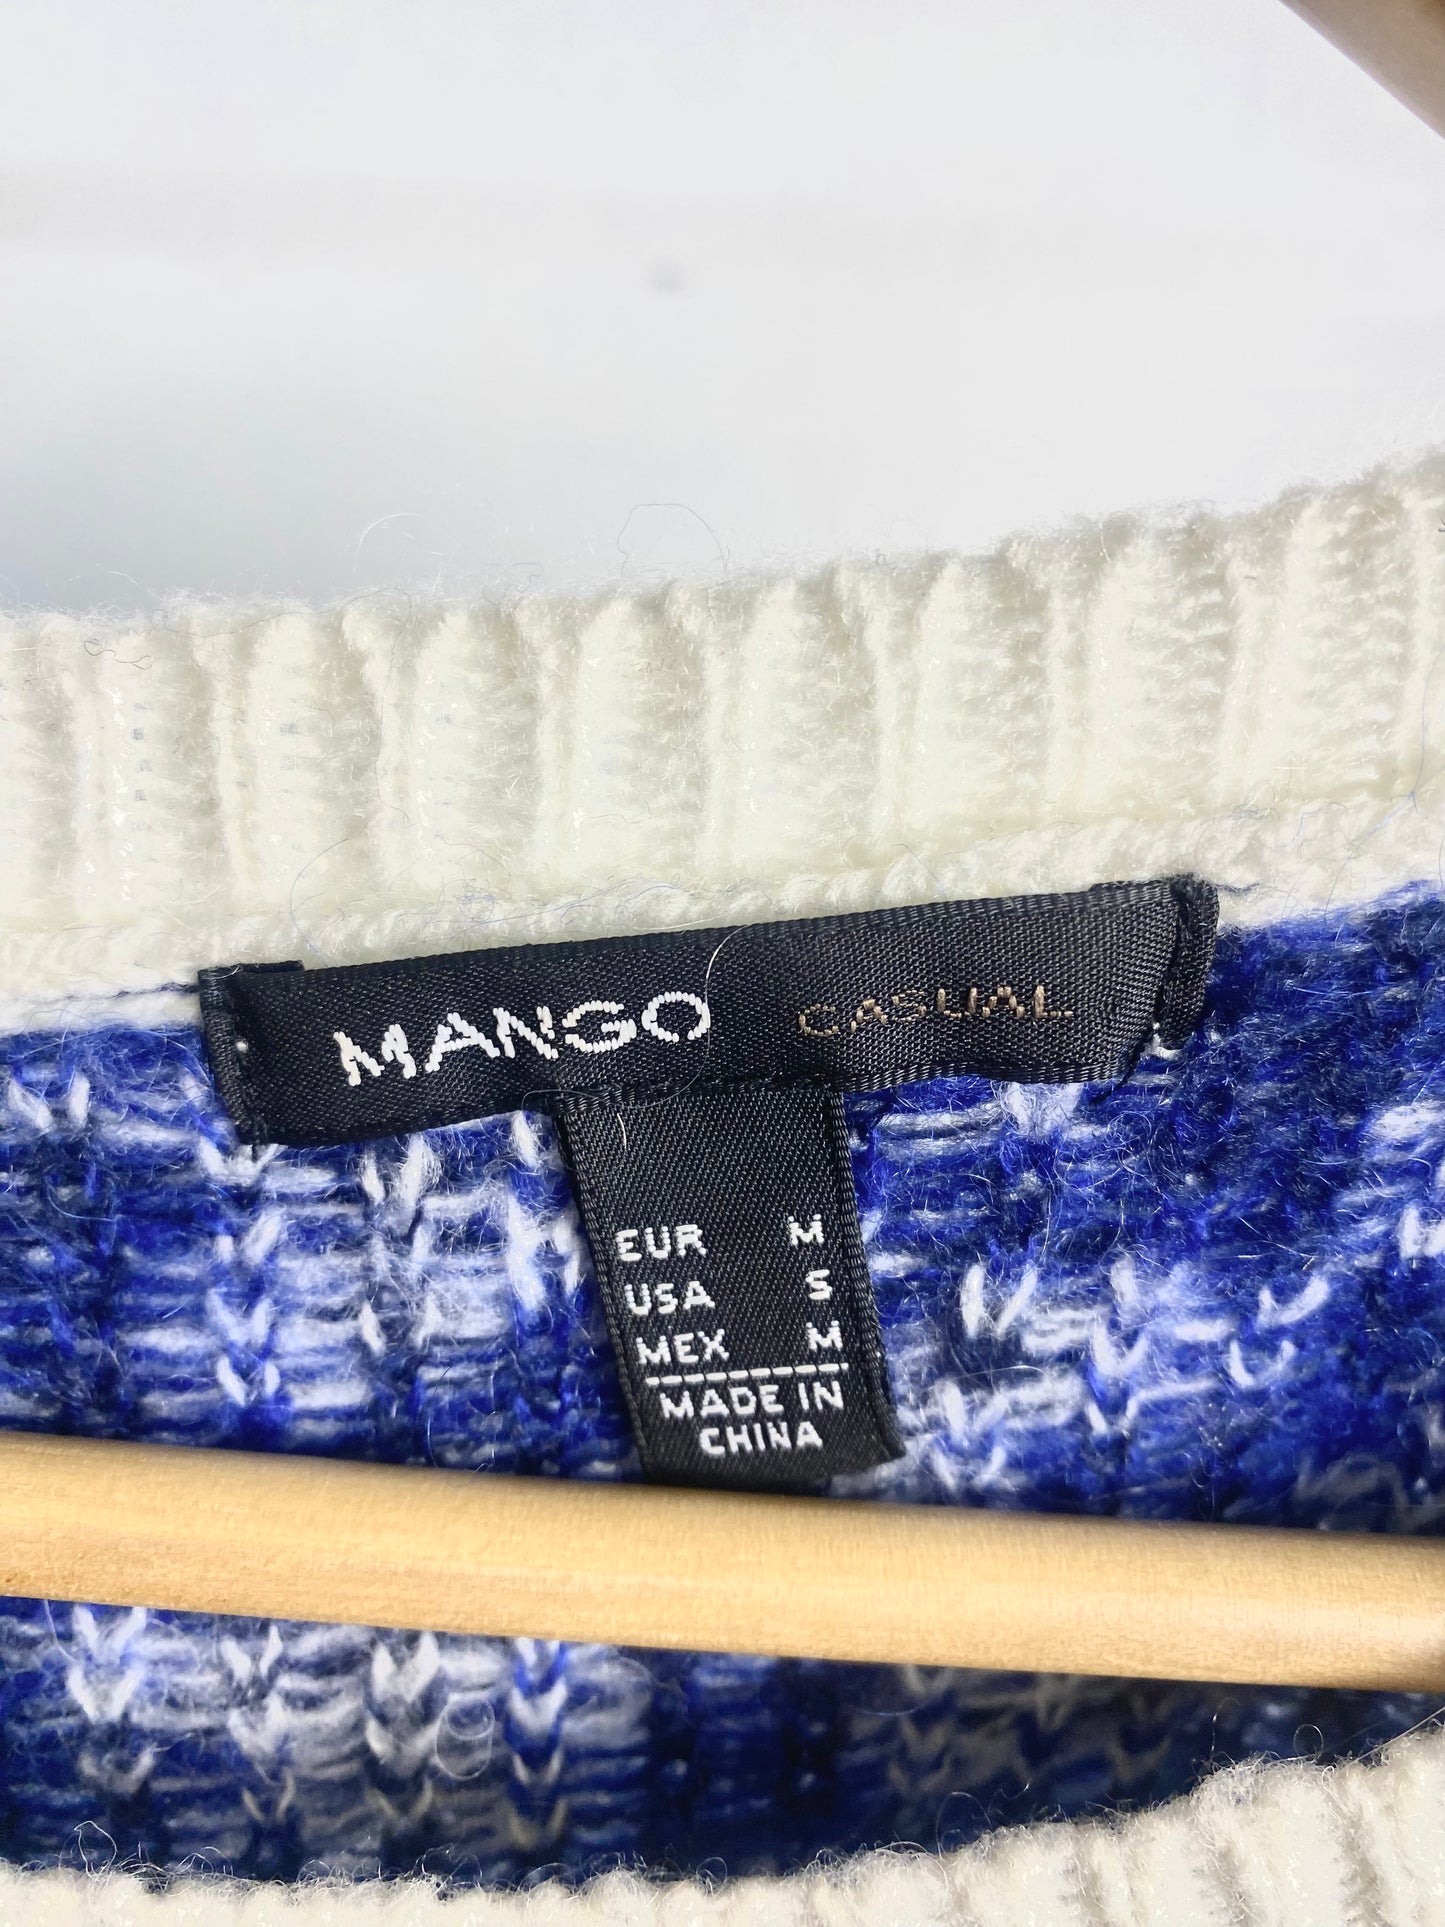 MANGO CASUAL
EUR M
USA S
MEX M
MADE IN
CHINA